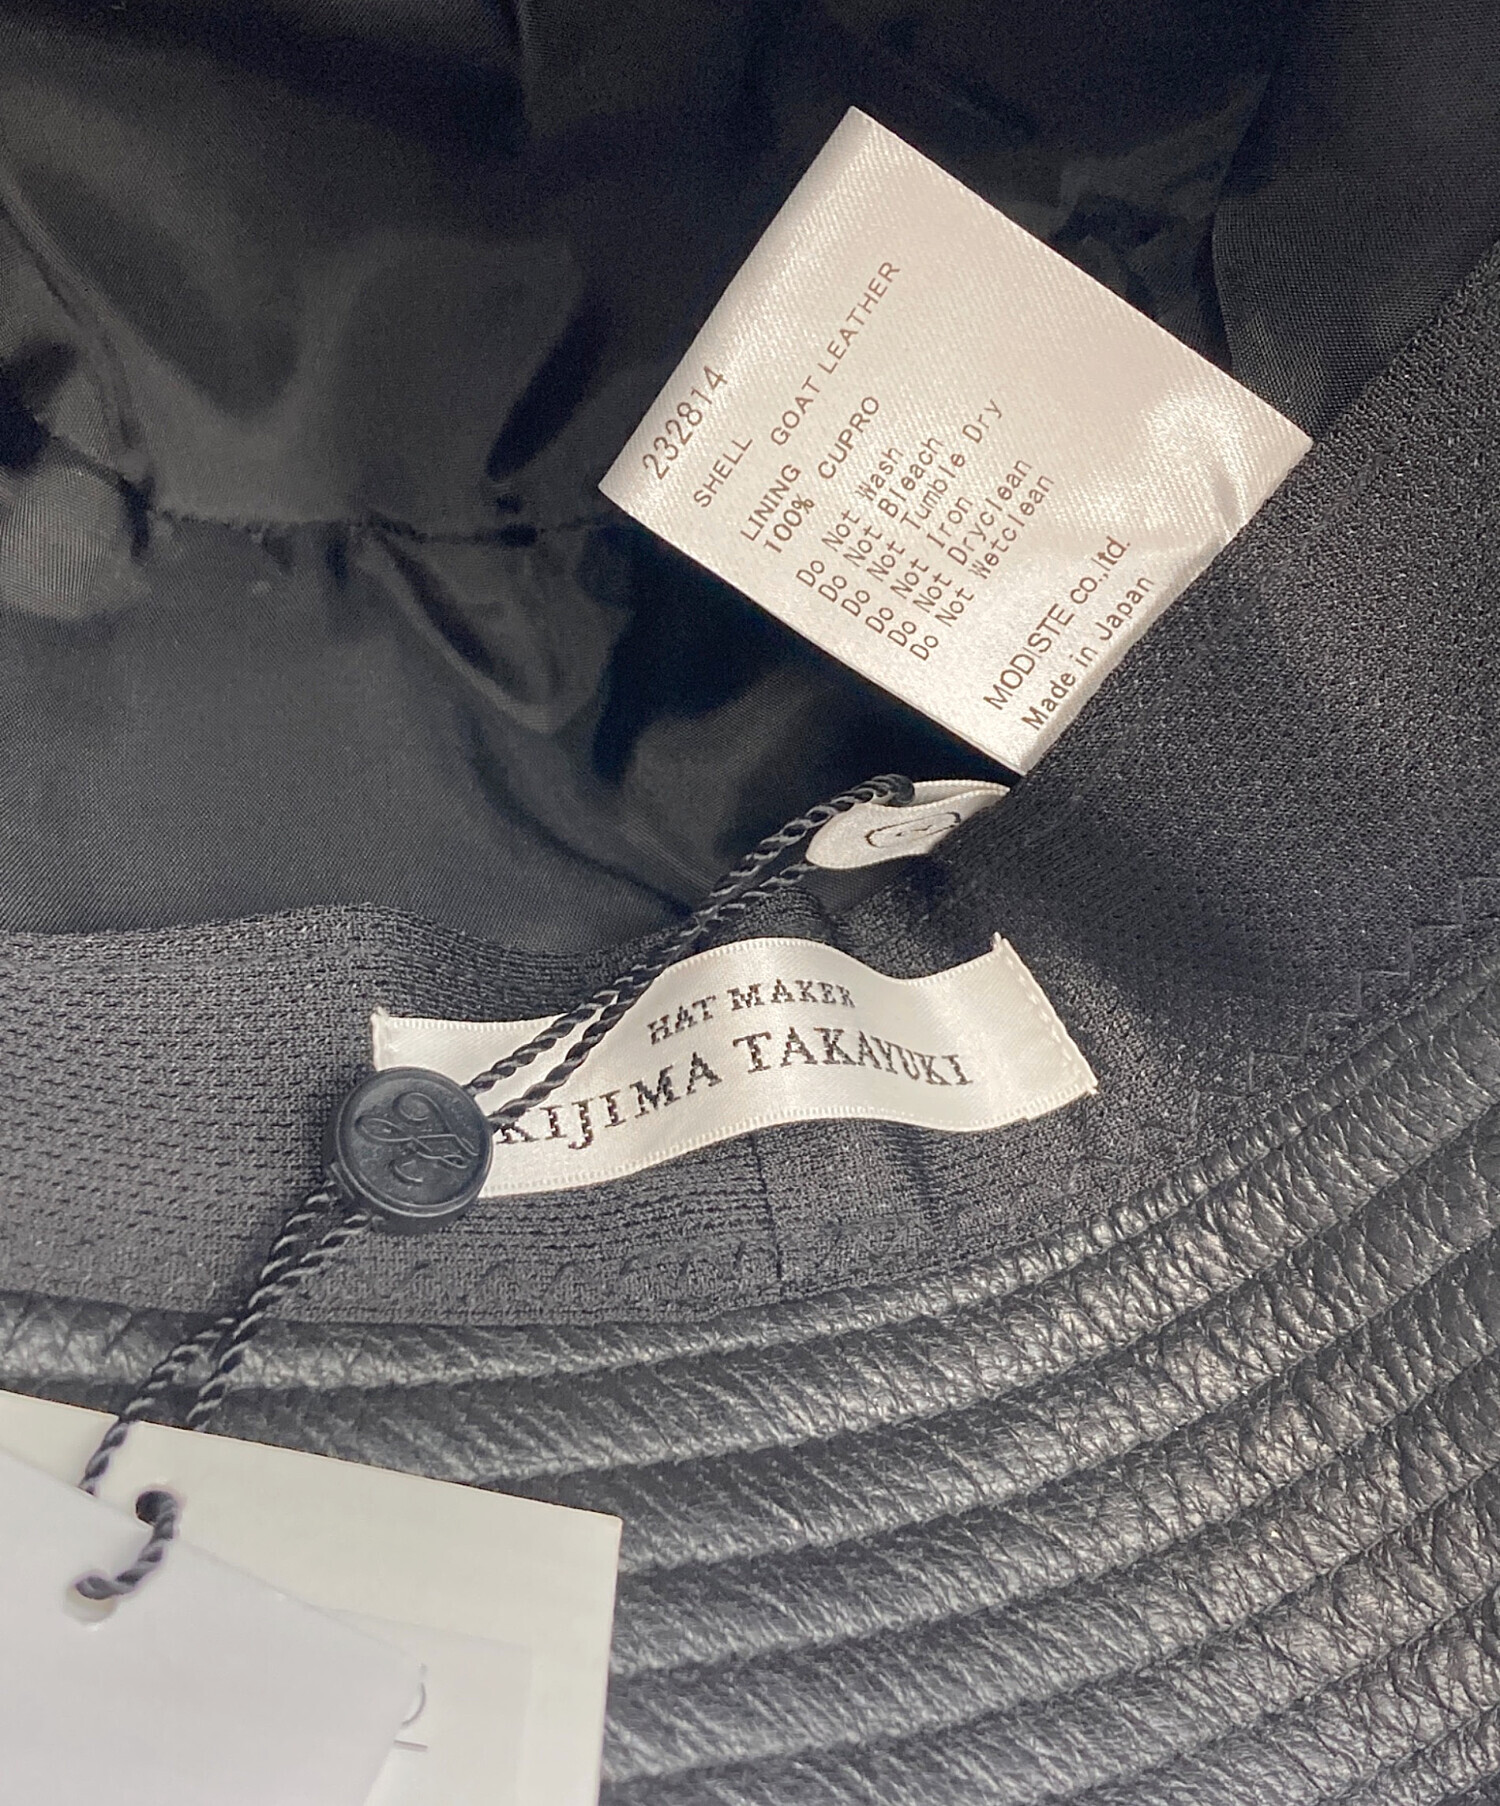 232814
SHELL
GOAT LEATHER
LINING
100% CUPRO
Do Not Wash
Do Not Bleach
Do Not Tumble Dry
Do Not Iron
Do Not Dryclean
Do Not Wetclean
MODISTE co.,ltd.
Made in Japan
HAT MAKER
KIJIMA TAKAYUKI